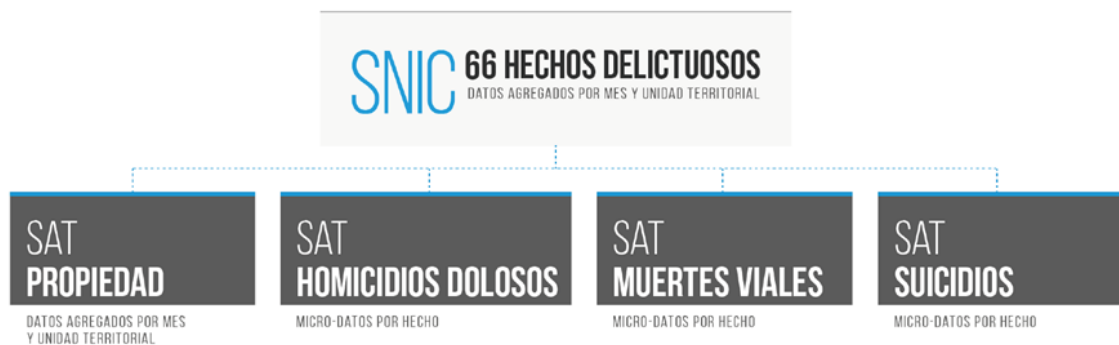 SNIC 66 HECHOS DELICTUOSOS
DATOS AGREGADOS POR MES Y UNIDAD TERRITORIAL
SAT
PROPIEDAD
DATOS AGREGADOS POR MES
Y UNIDAD TERRITORIAL
SAT
HOMICIDIOS DOLOSOS
MICRO-DATOS POR HECHO
SAT
MUERTES VIALES
MICRO-DATOS POR HECHO
SAT
SUICIDIOS
MICRO-DATOS POR HECHO